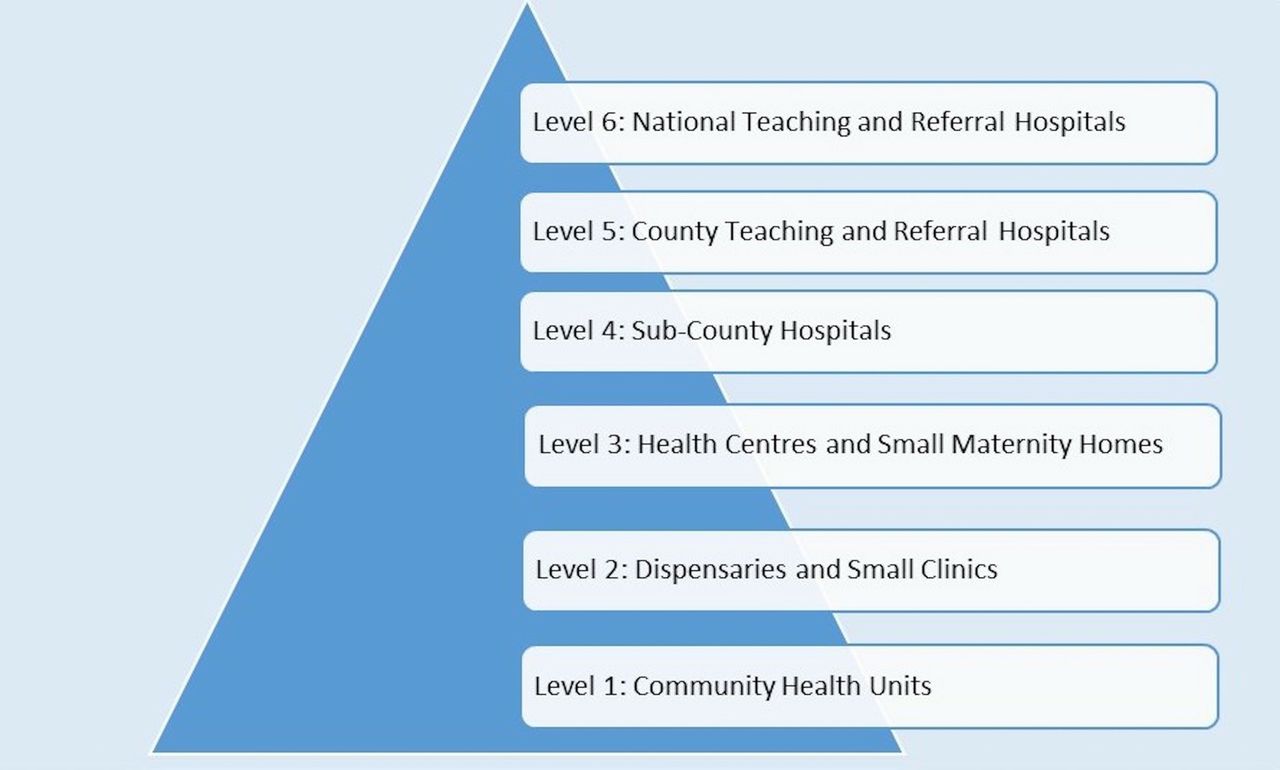 Level 6: National Teaching and Referral Hospitals
Level 5: County Teaching and Referral Hospitals
Level 4: Sub-County Hospitals
Level 3: Health Centres and Small Maternity Homes
Level 2: Dispensaries and Small Clinics
Level 1: Community Health Units